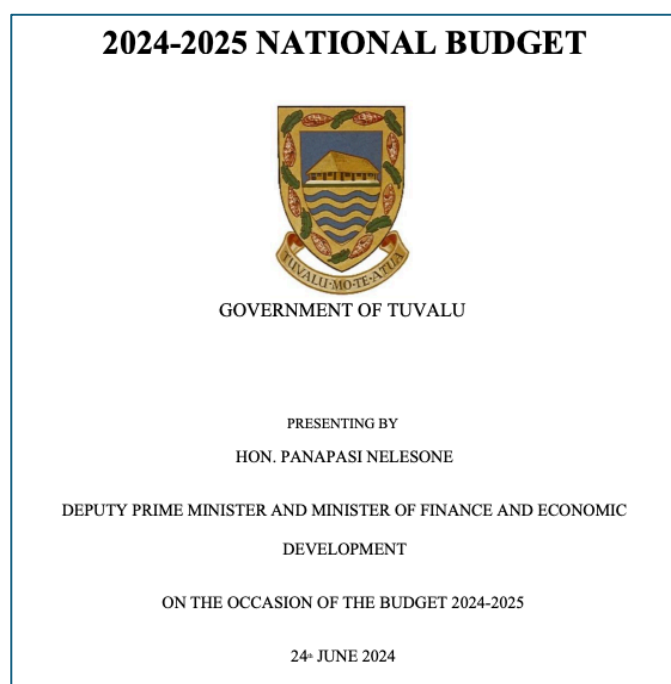 2024-2025 NATIONAL BUDGET
TUVALU·MO·TE·ATUA
GOVERNMENT OF TUVALU
PRESENTING BY
HON. PANAPASI NELESONE
DEPUTY PRIME MINISTER AND MINISTER OF FINANCE AND ECONOMIC
DEVELOPMENT
ON THE OCCASION OF THE BUDGET 2024-2025
24th JUNE 2024